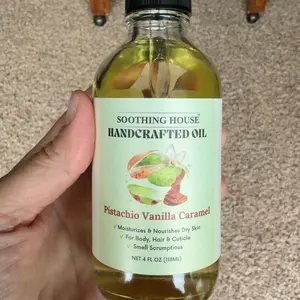 SOOTHING HOUSE
HANDCRAFTED OIL
Pistachio Vanilla Caramel
✓ Moisturizes & Nourishes Dry Skin
✓ For Body, Hair & Cuticle
✓ Smell Scrumptious
NET 4 FL OZ (118ML)